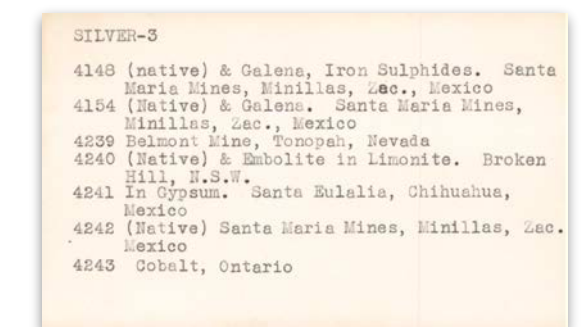 SILVER-3
4148 (native) & Galena, Iron Sulphides. Santa
Maria Mines, Minillas, Zac., Mexico
4154 (Native) & Galena. Santa Maria Mines,
Minillas, Zac., Mexico
4239 Belmont Mine, Tonopah, Nevada
4240 (Native) & Embolite in Limonite. Broken
Hill, N.S.W.
4241 In Gypsum. Santa Eulalia, Chihuahua,
Mexico
4242 (Native) Santa Maria Mines, Minillas, Zac.
Mexico
4243 Cobalt, Ontario